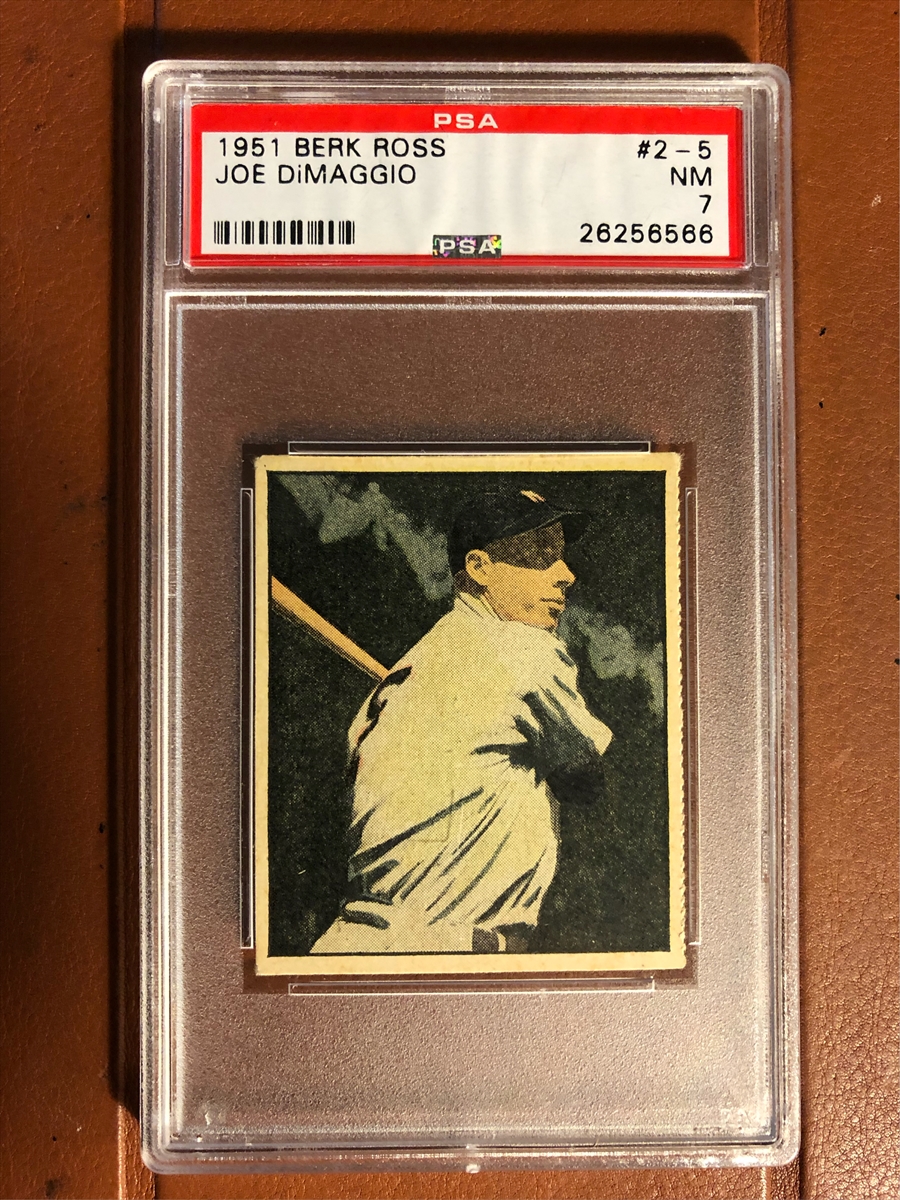 PSA
1951 BERK ROSS #2-5
JOE DiMAGGIO NM
7
PSA 26256566